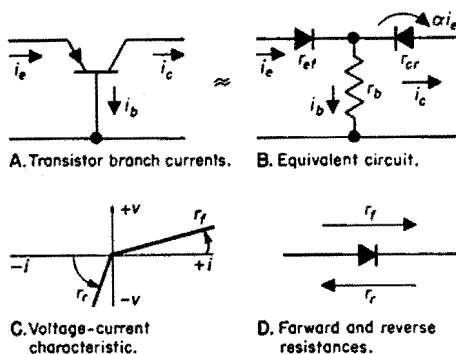 i_e
i_c
i_b
A. Transistor branch currents.
≈
αi_e
i_e
r_ef
r_cr
i_b
r_b
i_c
B. Equivalent circuit.
+v
r_f
-i
+i
r_r
-v
C. Voltage-current
characteristic.
r_f
r_r
D. Farward and reverse
resistances.